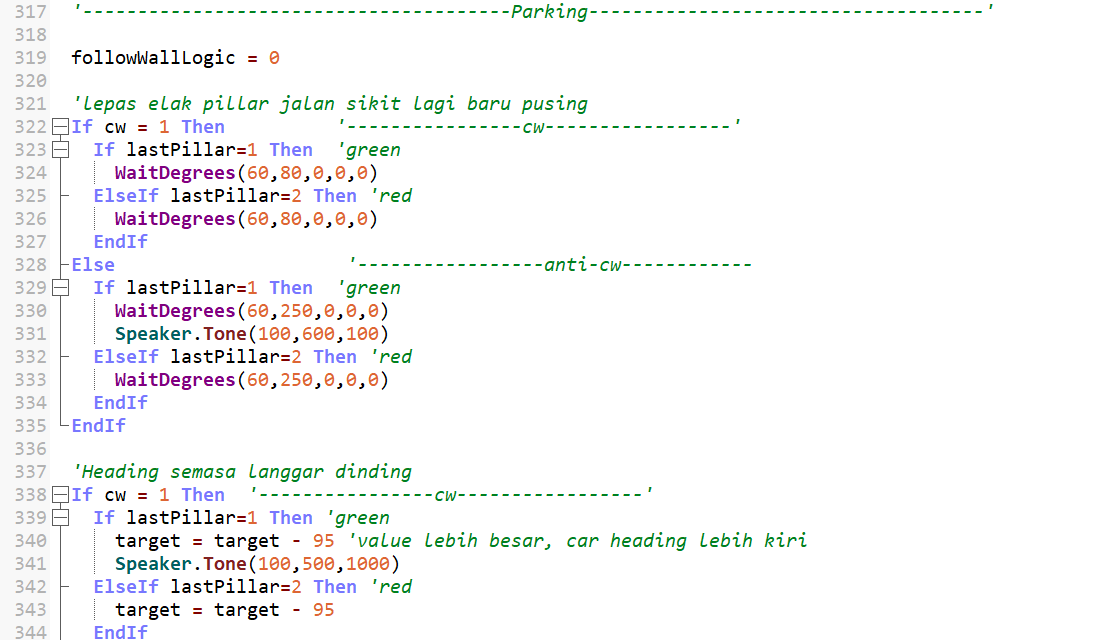 317 '---------------------------------------Parking------------------------------------'
318
319 followWallLogic = 0
320
321 'lepas elak pillar jalan sikit lagi baru pusing
322 If cw = 1 Then '----------------cw-----------------'
323 If lastPillar=1 Then 'green
324 WaitDegrees(60,80,0,0,0)
325 ElseIf lastPillar=2 Then 'red
326 WaitDegrees(60,80,0,0,0)
327 EndIf
328 Else '-----------------anti-cw------------
329 If lastPillar=1 Then 'green
330 WaitDegrees(60,250,0,0,0)
331 Speaker.Tone(100,600,100)
332 ElseIf lastPillar=2 Then 'red
333 WaitDegrees(60,250,0,0,0)
334 EndIf
335 EndIf
336
337 'Heading semasa langgar dinding
338 If cw = 1 Then '----------------cw-----------------'
339 If lastPillar=1 Then 'green
340 target = target - 95 'value lebih besar, car heading lebih kiri
341 Speaker.Tone(100,500,1000)
342 ElseIf lastPillar=2 Then 'red
343 target = target - 95
344 EndIf